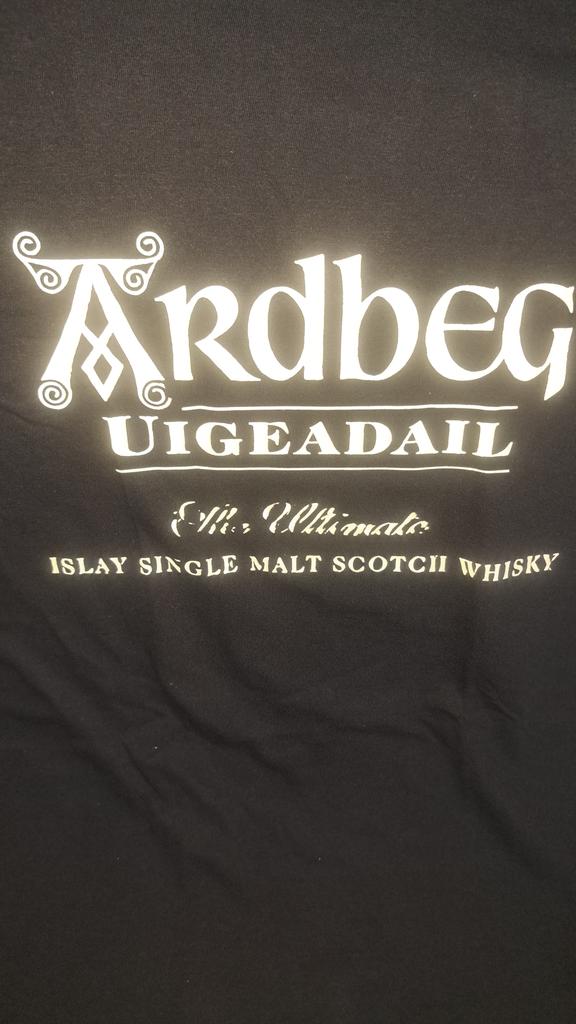 Ardbeg
UIGEADAIL
The Ultimate
ISLAY SINGLE MALT SCOTCH WHISKY